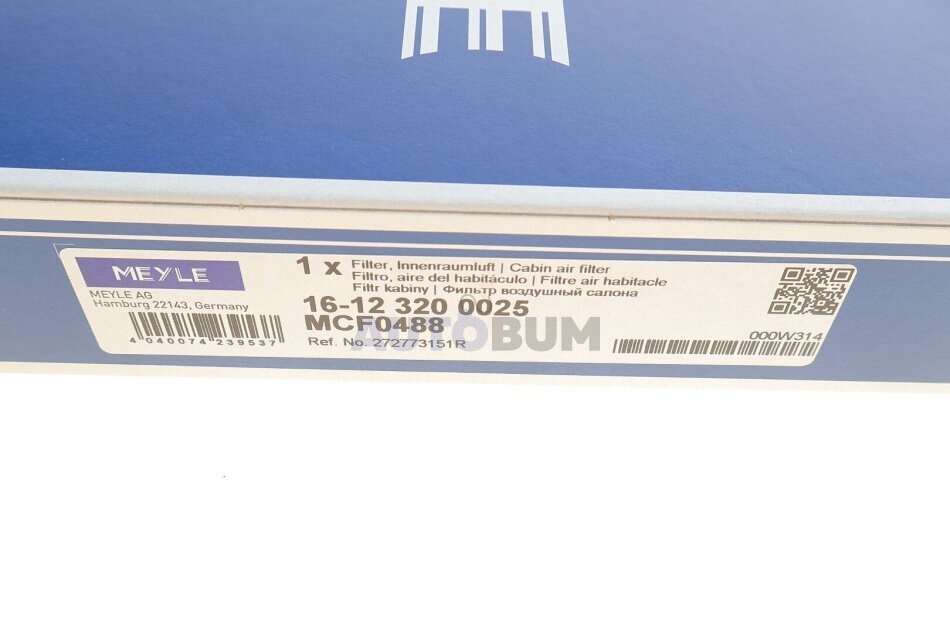 MEYLE
MEYLE AG
Hamburg 22143, Germany
4 040074 239537
1 x Filter, Innenraumluft | Cabin air filter
Filtro, aire del habitáculo | Filtre air habitacle
Filtr kabiny | Фильтр воздушный салона
16-12 320 0025
MCF0488
Ref. No. 272773151R
AUTOBUM
000W314